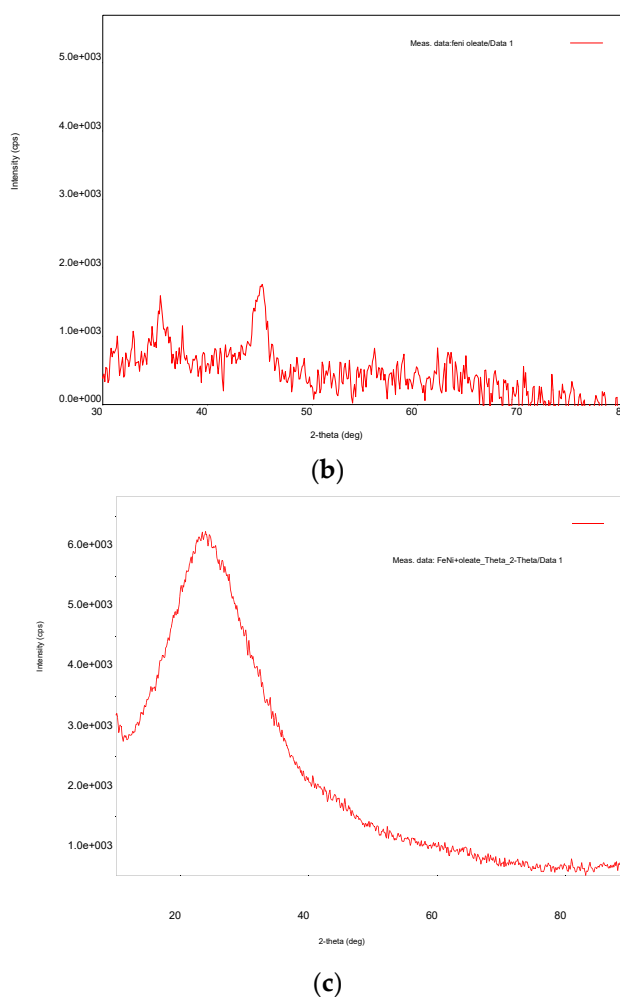 5.0e+003
Meas. data:feni oleate/Data 1
4.0e+003
Intensity (cps)
3.0e+003
2.0e+003
1.0e+003
0.0e+000
30 40 50 60 70 8
2-theta (deg)
(b)
6.0e+003
Meas. data: FeNi+oleate_Theta_2-Theta/Data 1
5.0e+003
Intensity (cps)
4.0e+003
3.0e+003
2.0e+003
1.0e+003
20 40 60 80
2-theta (deg)
(c)